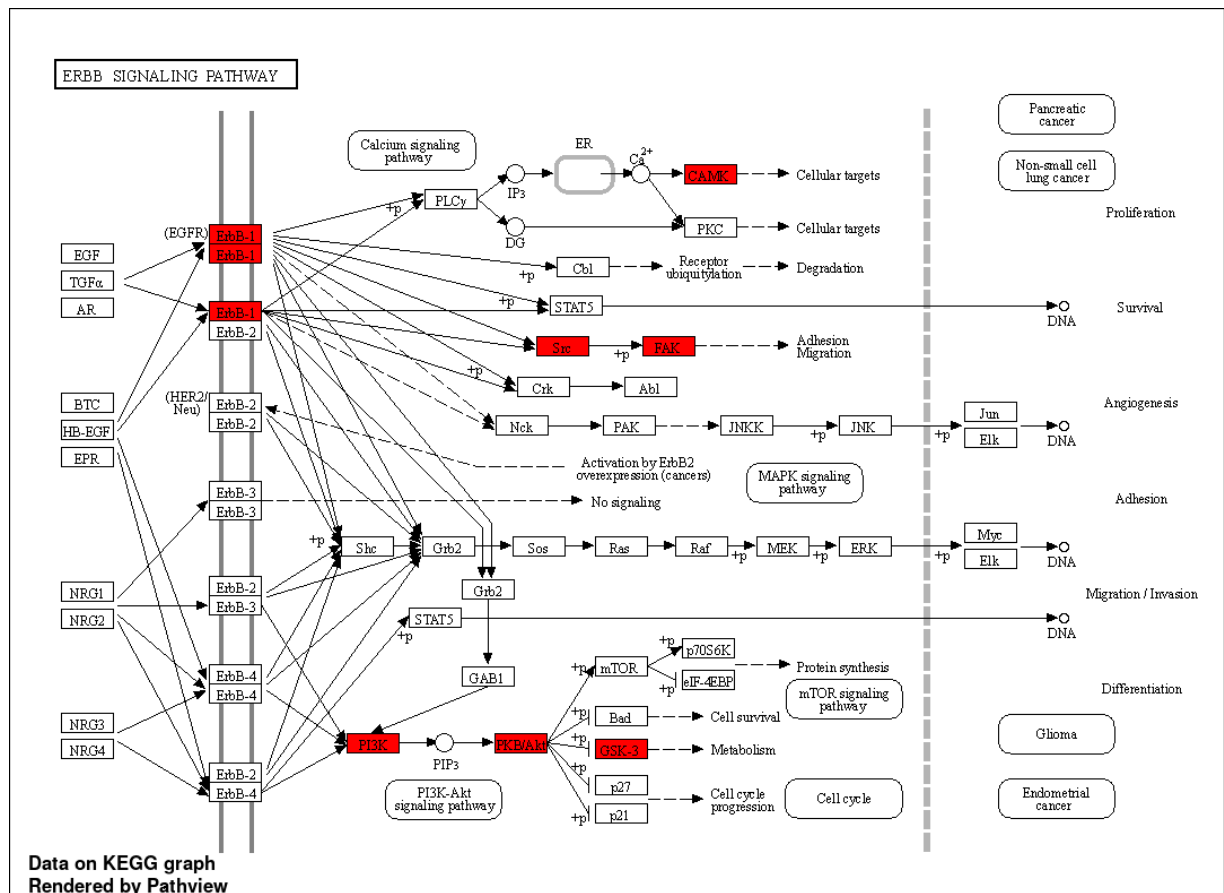 ERBB SIGNALING PATHWAY
Pancreatic
cancer
Non-small cell
lung cancer
Calcium signaling
pathway
ER
Ca2+
IP3
CAMK
Cellular targets
PLCγ
+p
DG
PKC
Cellular targets
Proliferation
(EGFR)
ErbB-1
ErbB-1
EGF
TGFα
AR
+p
Cbl
Receptor
ubiquitylation
Degradation
ErbB-1
ErbB-2
+p
STAT5
DNA
Survival
Src
+p
FAK
Adhesion
Migration
+p
Crk
Abl
BTC
HB-EGF
EPR
(HER2/
Neu)
ErbB-2
ErbB-2
Nck
PAK
JNKK
+p
JNK
+p
Jun
Elk
DNA
Angiogenesis
Activation by ErbB2
overexpression (cancers)
MAPK signaling
pathway
ErbB-3
ErbB-3
No signaling
Adhesion
+p
Shc
Grb2
Sos
Ras
Raf
+p
MEK
+p
ERK
+p
Myc
Elk
DNA
NRG1
NRG2
ErbB-2
ErbB-3
Grb2
Migration / Invasion
STAT5
+p
DNA
ErbB-4
ErbB-4
GAB1
+p
mTOR
+p
p70S6K
+p
eIF-4EBP
Protein synthesis
mTOR signaling
pathway
Differentiation
NRG3
NRG4
PI3K
PIP3
PKB/Akt
+p
Bad
Cell survival
+p
GSK-3
Metabolism
Glioma
ErbB-2
ErbB-4
PI3K-Akt
signaling pathway
+p
p27
+p
p21
Cell cycle
progression
Cell cycle
Endometrial
cancer
Data on KEGG graph
Rendered by Pathview